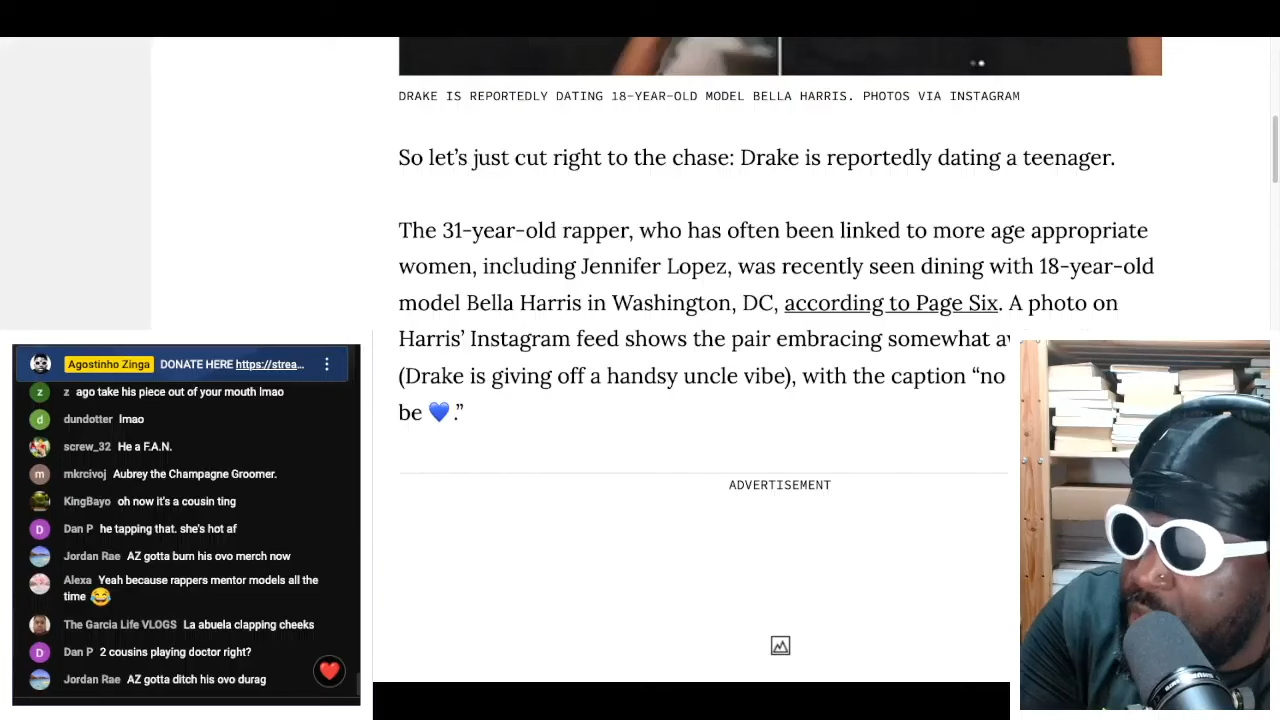 DRAKE IS REPORTEDLY DATING 18-YEAR-OLD MODEL BELLA HARRIS. PHOTOS VIA INSTAGRAM
So let's just cut right to the chase: Drake is reportedly dating a teenager.
The 31-year-old rapper, who has often been linked to more age appropriate
women, including Jennifer Lopez, was recently seen dining with 18-year-old
model Bella Harris in Washington, DC, according to Page Six. A photo on
Harris' Instagram feed shows the pair embracing somewhat
(Drake is giving off a handsy uncle vibe), with the caption “no
be 💙.”
ADVERTISEMENT
Agostinho Zinga DONATE HERE https://strea...
z ago take his piece out of your mouth lmao
dundotter lmao
screw_32 He a F.A.N.
mkrcivoj Aubrey the Champagne Groomer.
KingBayo oh now it's a cousin ting
Dan P he tapping that. she's hot af
Jordan Rae AZ gotta burn his ovo merch now
Alexa Yeah because rappers mentor models all the
time 😂
The Garcia Life VLOGS La abuela clapping cheeks
Dan P 2 cousins playing doctor right?
Jordan Rae AZ gotta ditch his ovo durag